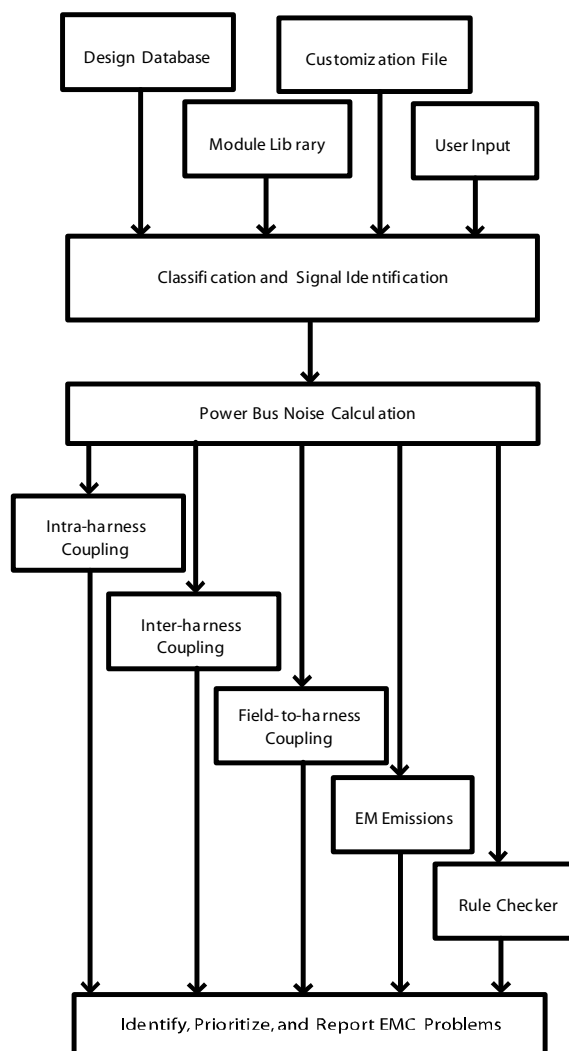 Design Database
Customization File
Module Library
User Input
Classification and Signal Identification
Power Bus Noise Calculation
Intra-harness
Coupling
Inter-harness
Coupling
Field-to-harness
Coupling
EM Emissions
Rule Checker
Identify, Prioritize, and Report EMC Problems